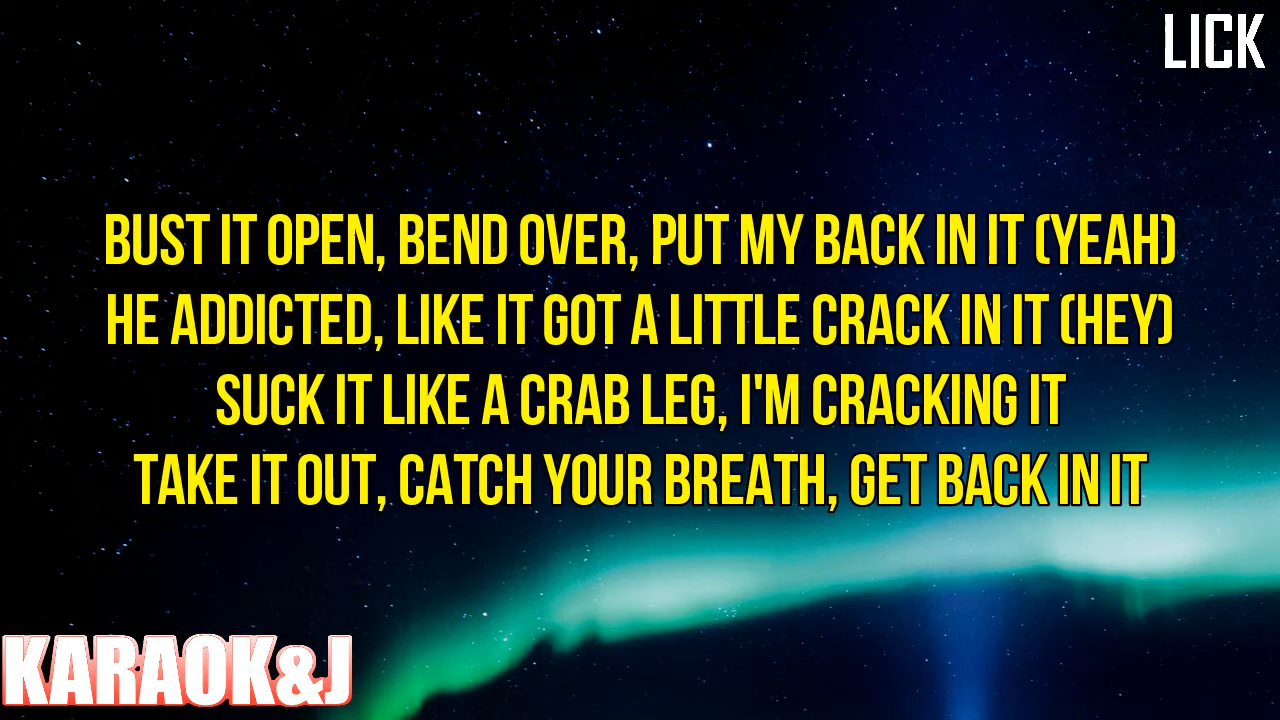 LICK
BUST IT OPEN, BEND OVER, PUT MY BACK IN IT (YEAH)
HE ADDICTED, LIKE IT GOT A LITTLE CRACK IN IT (HEY)
SUCK IT LIKE A CRAB LEG, I'M CRACKING IT
TAKE IT OUT, CATCH YOUR BREATH, GET BACK IN IT
KARAOK&J